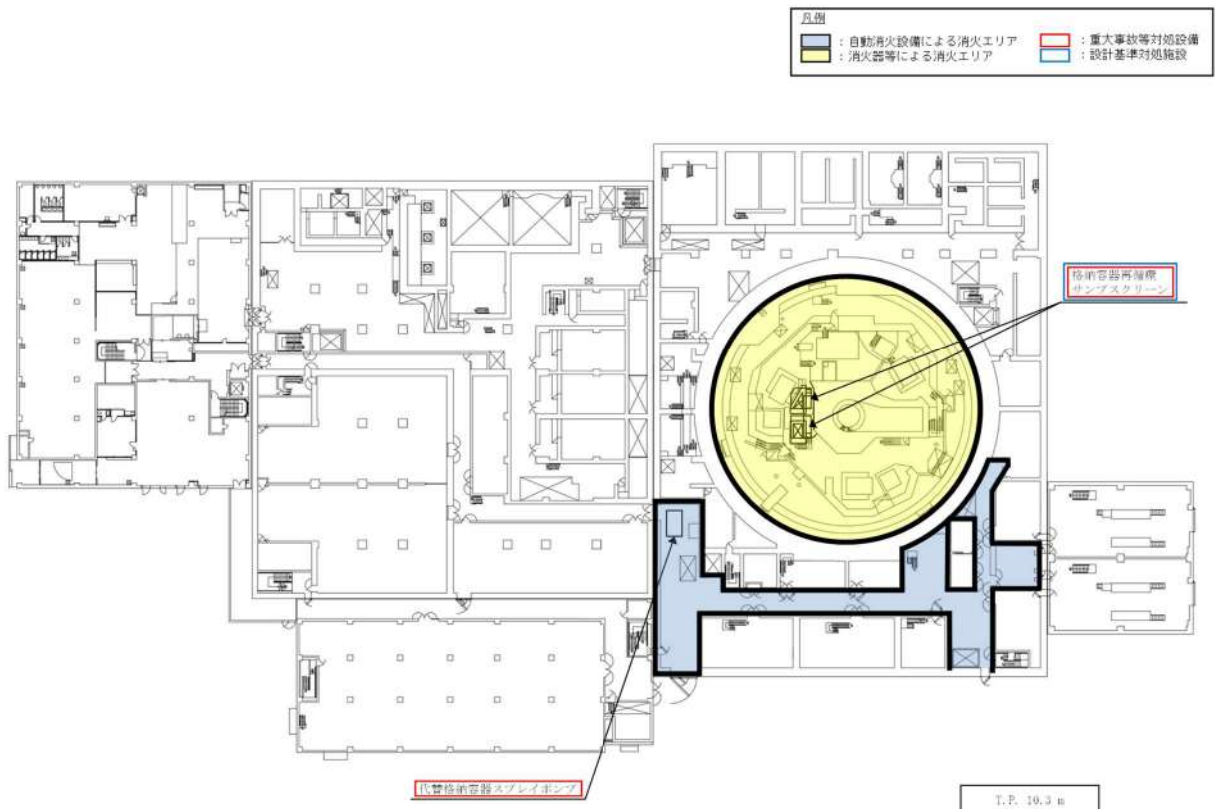 凡例
：自動消火設備による消火エリア
：重大事故等対処設備
：消火器等による消火エリア
：設計基準対処施設
格納容器再循環
サンプスクリーン
代替格納容器スプレイポンプ
T.P. 10.3 m